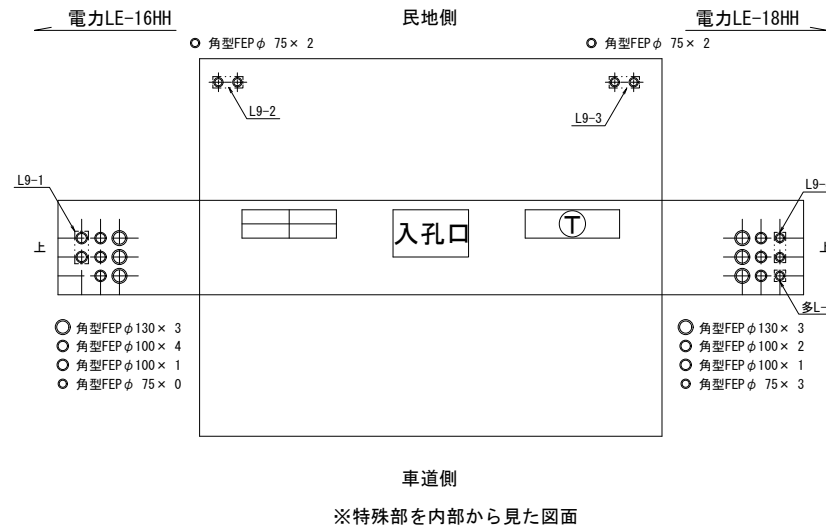 電力LE-16HH
民地側
電力LE-18HH
角型FEPφ 75× 2
角型FEPφ 75× 2
L9-2
L9-3
L9-1
L9-
上
入孔口
T
上
多L-
角型FEPφ130× 3
角型FEPφ100× 4
角型FEPφ100× 1
角型FEPφ 75× 0
角型FEPφ130× 3
角型FEPφ100× 2
角型FEPφ100× 1
角型FEPφ 75× 3
車道側
※特殊部を内部から見た図面